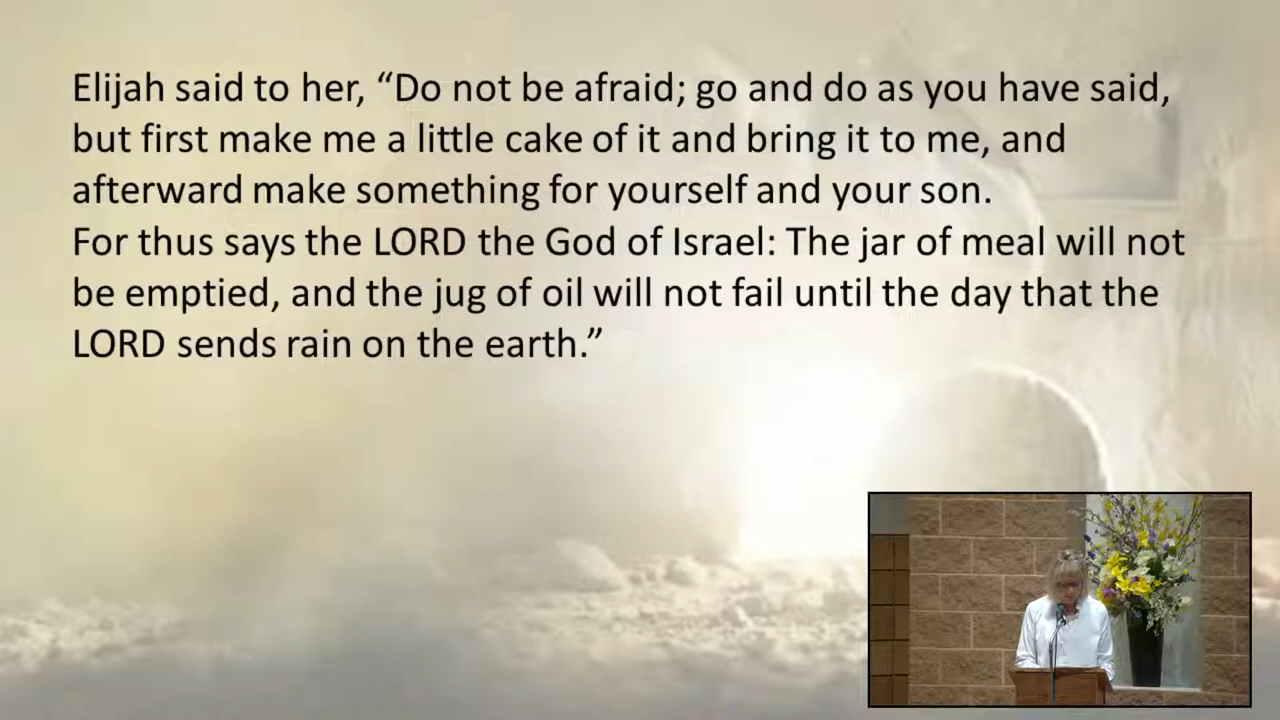 Elijah said to her, “Do not be afraid; go and do as you have said,
but first make me a little cake of it and bring it to me, and
afterward make something for yourself and your son.
For thus says the LORD the God of Israel: The jar of meal will not
be emptied, and the jug of oil will not fail until the day that the
LORD sends rain on the earth.”